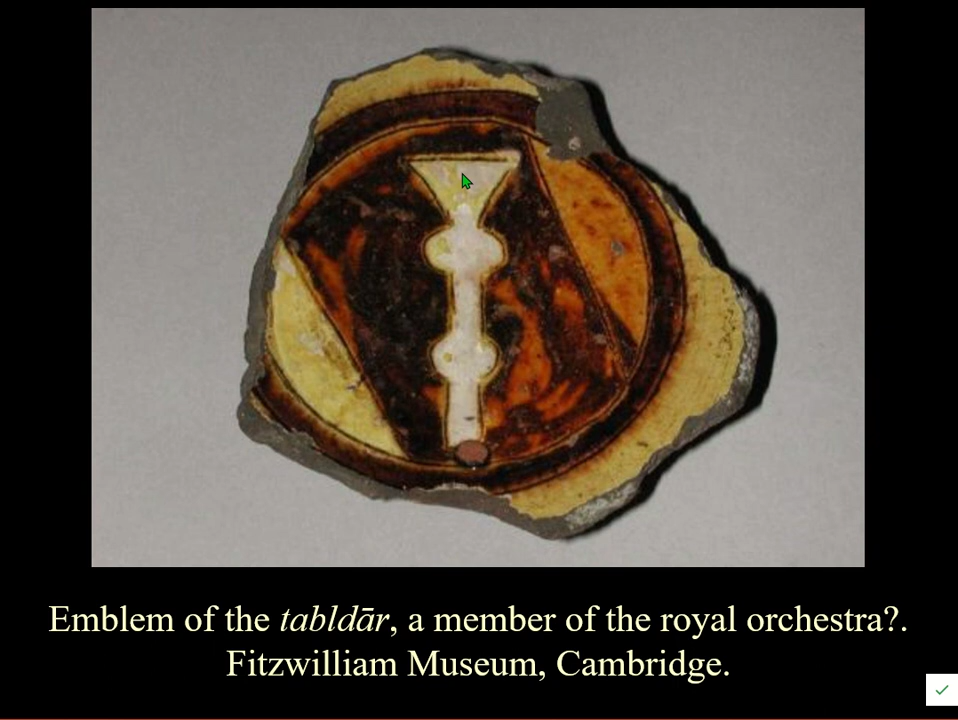 Emblem of the tabldār, a member of the royal orchestra?.
Fitzwilliam Museum, Cambridge.